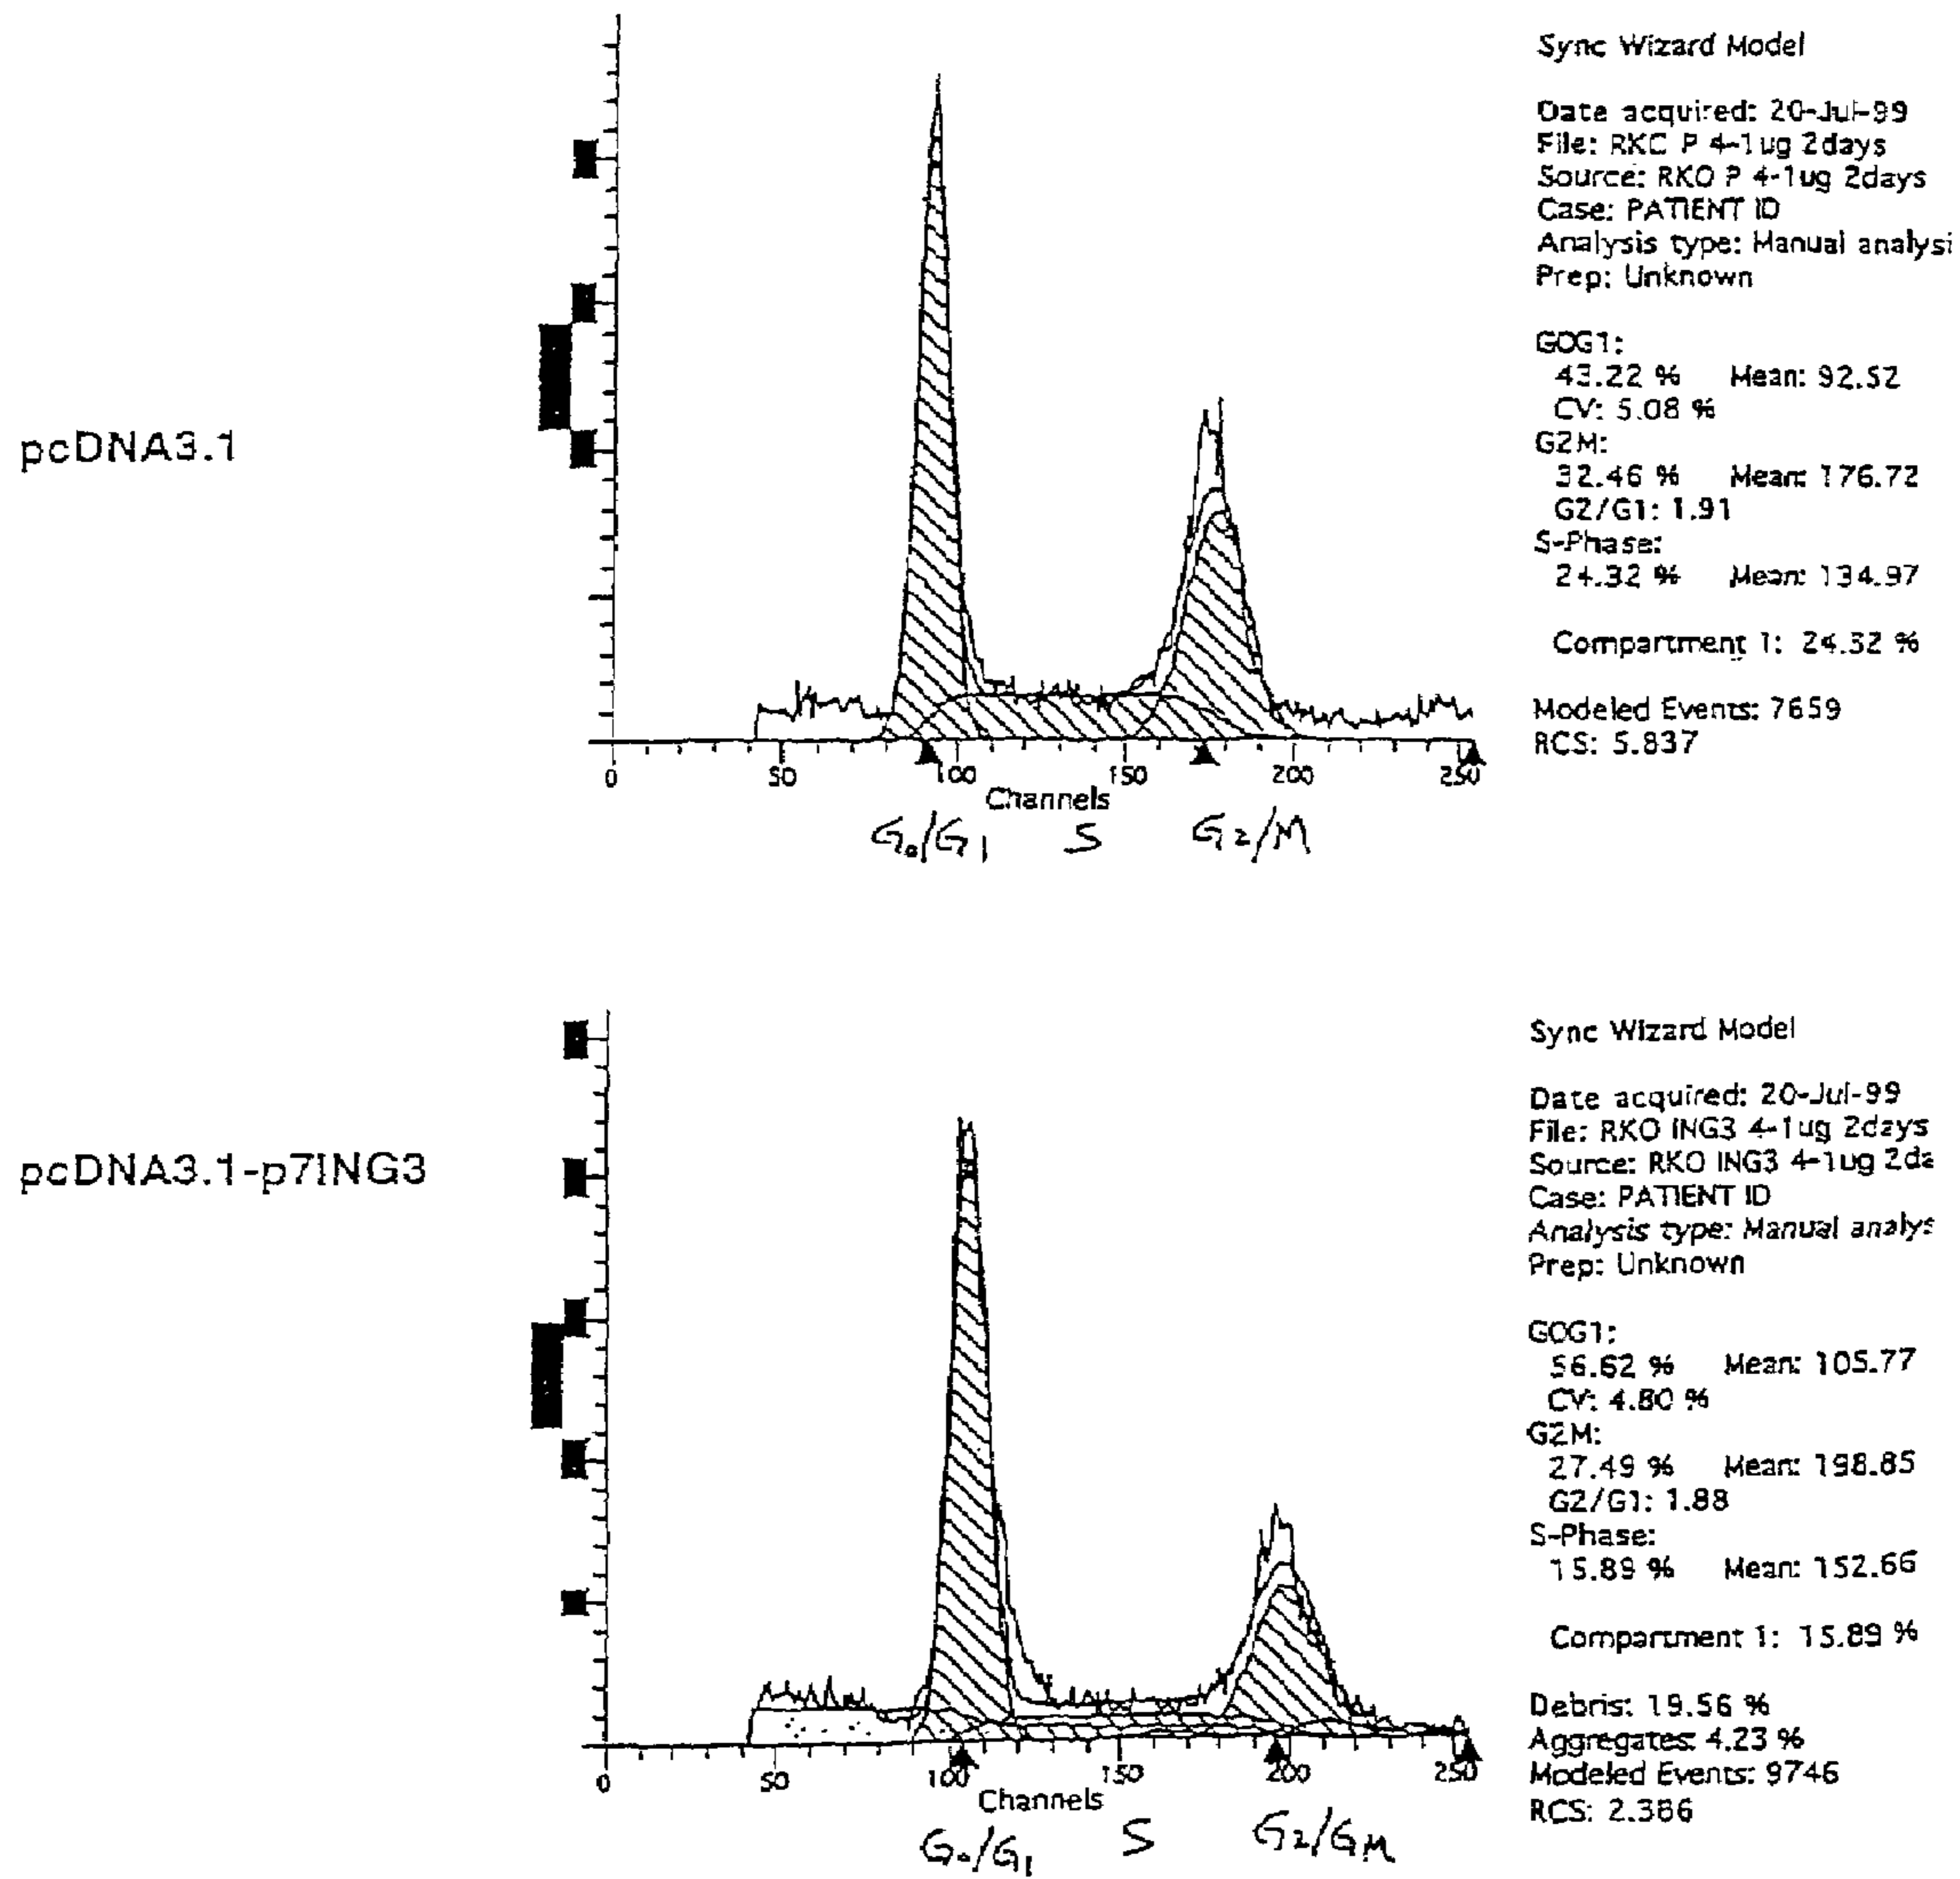 pcDNA3.1
0 50 100 150 200 250
Channels
G₀/G₁ S G₂/M
Sync Wizard Model
Date acquired: 20-Jul-99
File: RKC P 4-1ug 2days
Source: RKO P 4-1ug 2days
Case: PATIENT ID
Analysis type: Manual analysi
Prep: Unknown
G0G1:
43.22 % Mean: 92.52
CV: 5.08 %
G2M:
32.46 % Mean: 176.72
G2/G1: 1.91
S-Phase:
24.32 % Mean: 134.97
Compartment 1: 24.32 %
Modeled Events: 7659
RCS: 5.837
pcDNA3.1-p7ING3
0 50 100 150 200 250
Channels
G₀/G₁ S G₂/GM
Sync Wizard Model
Date acquired: 20-Jul-99
File: RKO ING3 4-1ug 2days
Source: RKO ING3 4-1ug 2da
Case: PATIENT ID
Analysis type: Manual analys
Prep: Unknown
G0G1:
56.62 % Mean: 105.77
CV: 4.80 %
G2M:
27.49 % Mean: 198.85
G2/G1: 1.88
S-Phase:
15.89 % Mean: 152.66
Compartment 1: 15.89 %
Debris: 19.56 %
Aggregates: 4.23 %
Modeled Events: 9746
RCS: 2.386